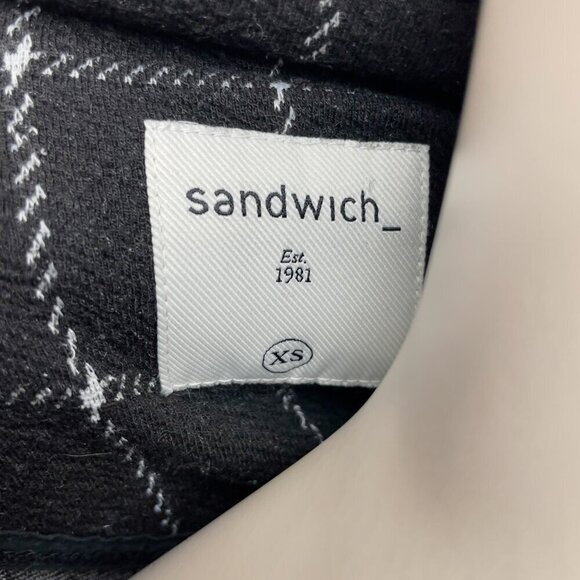 sandwich_
Est.
1981
XS